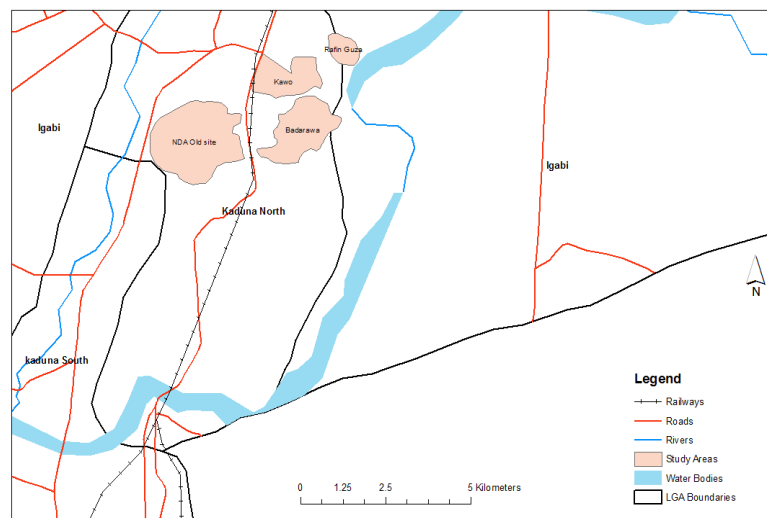 Rafin Guza
Kawo
Igabi
NDA Old site
Badarawa
Igabi
Kaduna North
N
kaduna South
Legend
Railways
Roads
Rivers
Study Areas
Water Bodies
LGA Boundaries
0 1.25 2.5 5 Kilometers